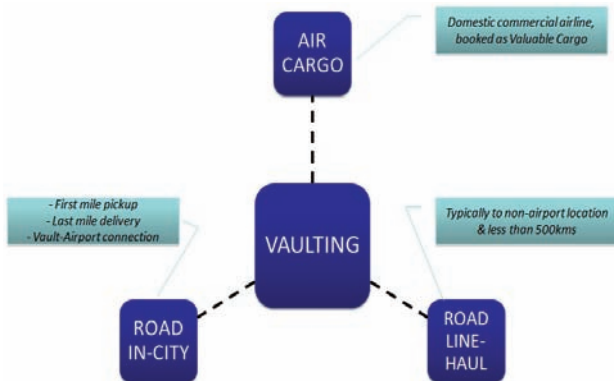 AIR
CARGO
Domestic commercial airline,
booked as Valuable Cargo
- First mile pickup
- Last mile delivery
- Vault-Airport connection
VAULTING
Typically to non-airport location
& less than 500kms
ROAD
IN-CITY
ROAD
LINE-
HAUL